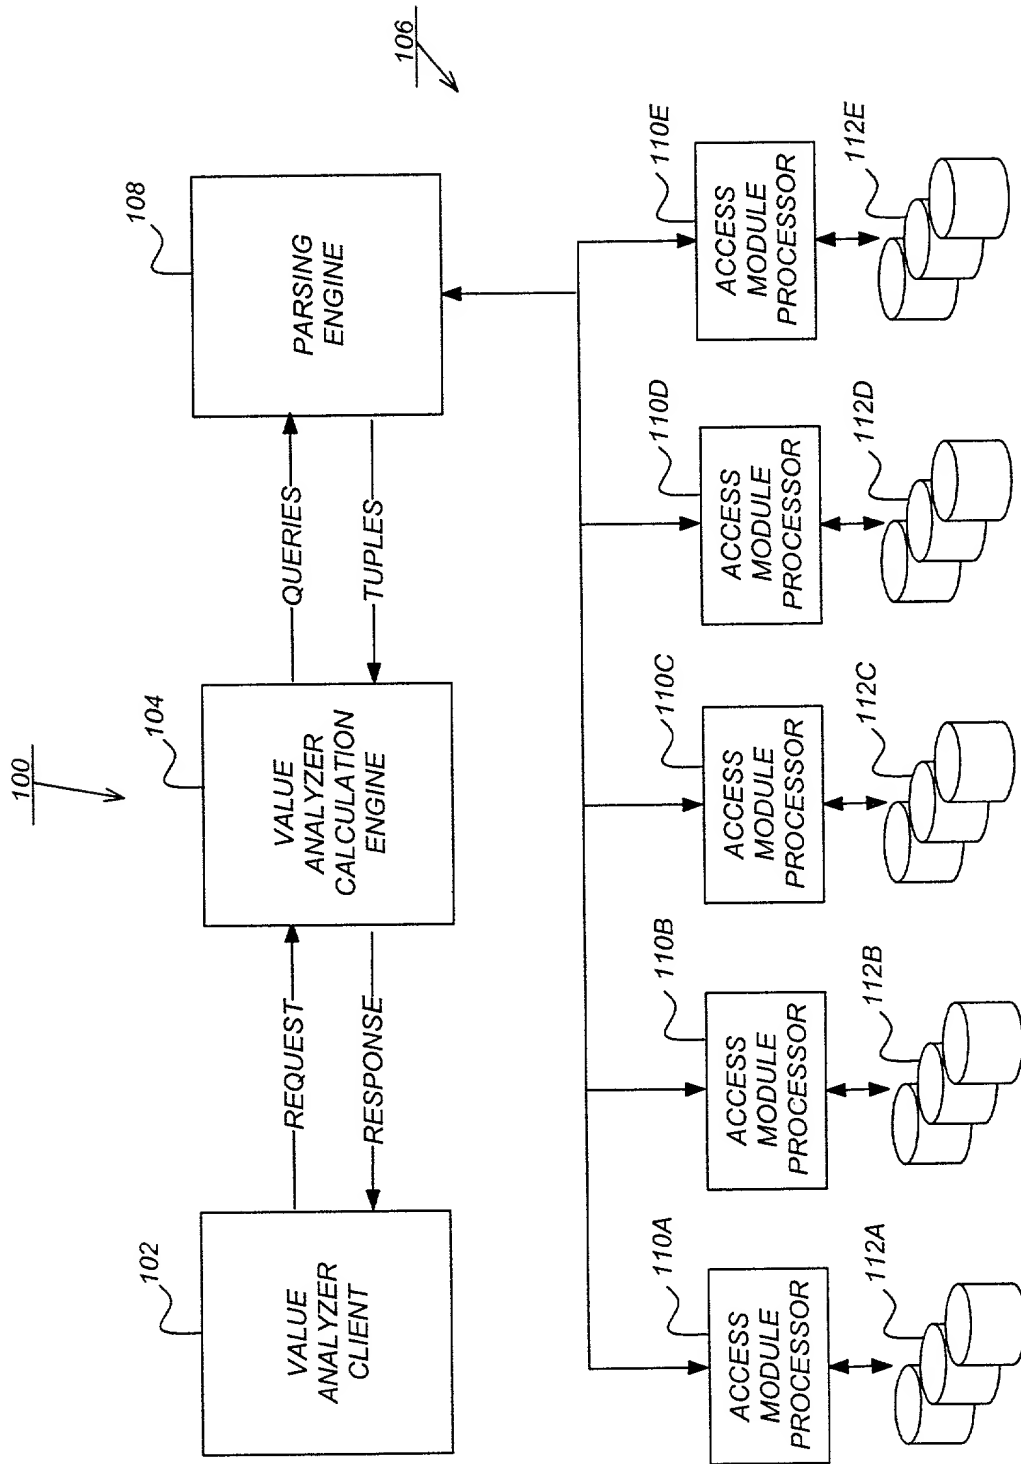 100
102
VALUE
ANALYZER
CLIENT
REQUEST
RESPONSE
104
VALUE
ANALYZER
CALCULATION
ENGINE
QUERIES
TUPLES
108
PARSING
ENGINE
106
110A
ACCESS
MODULE
PROCESSOR
112A
110B
ACCESS
MODULE
PROCESSOR
112B
110C
ACCESS
MODULE
PROCESSOR
112C
110D
ACCESS
MODULE
PROCESSOR
112D
110E
ACCESS
MODULE
PROCESSOR
112E